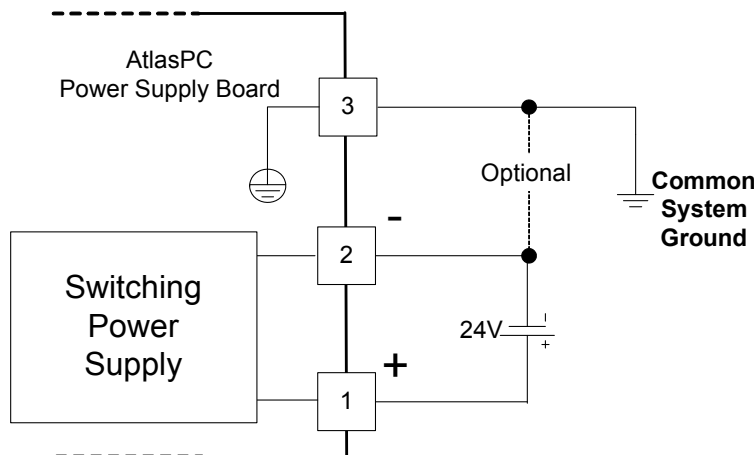 AtlasPC
Power Supply Board
3
Optional
Common
System
Ground
-
2
Switching
Power
Supply
24V
-
+
+
1